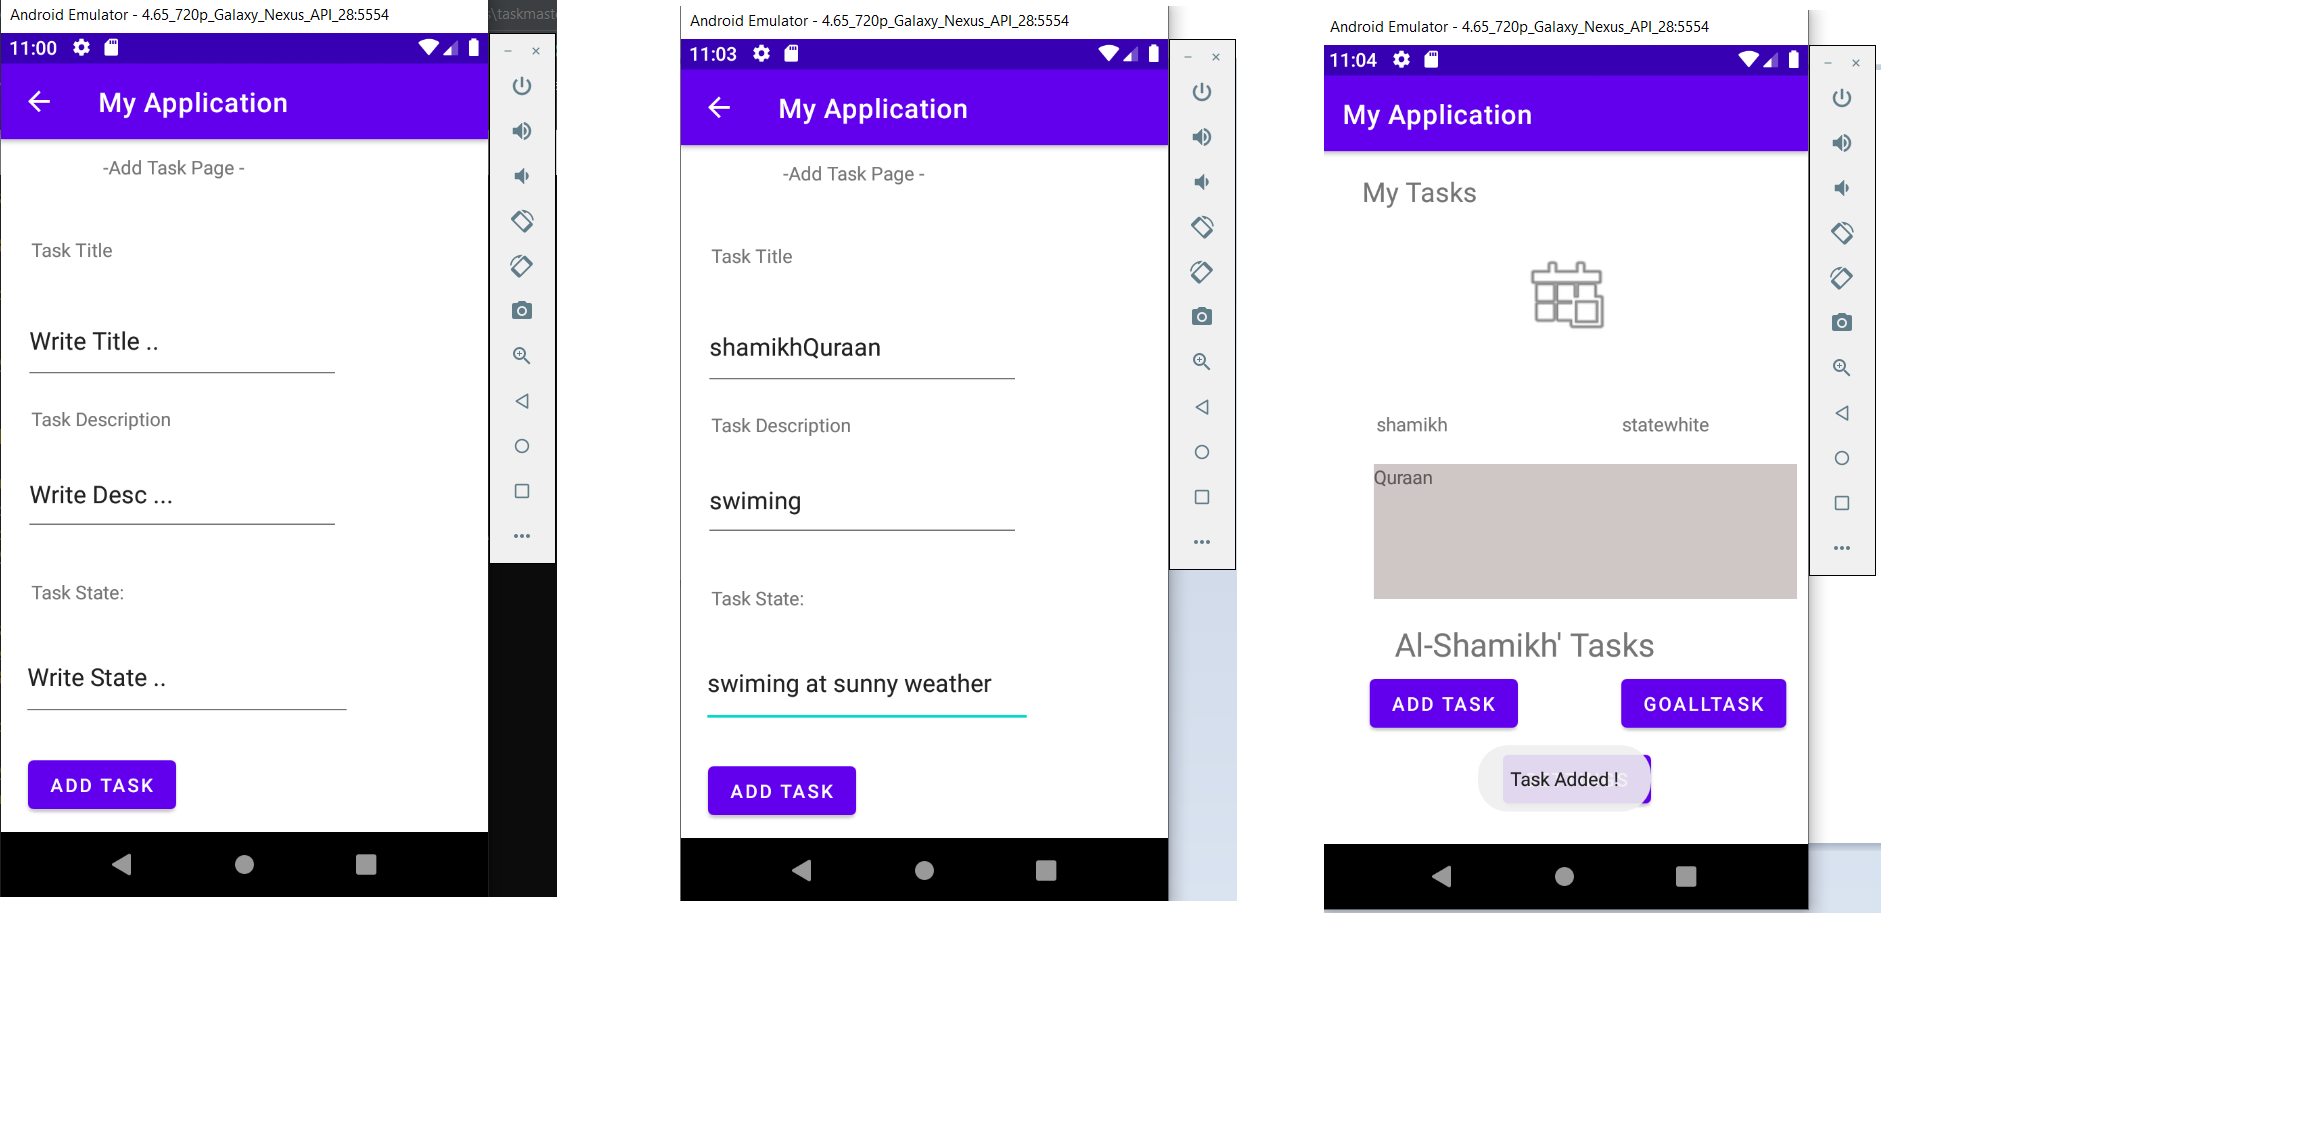 Android Emulator - 4.65_720p_Galaxy_Nexus_API_28:5554
11:00
My Application
-Add Task Page -
Task Title
Write Title ..
Task Description
Write Desc ...
Task State:
Write State ..
ADD TASK
Android Emulator - 4.65_720p_Galaxy_Nexus_API_28:5554
11:03
My Application
-Add Task Page -
Task Title
shamikhQuraan
Task Description
swiming
Task State:
swiming at sunny weather
ADD TASK
Android Emulator - 4.65_720p_Galaxy_Nexus_API_28:5554
11:04
My Application
My Tasks
shamikh statewhite
Quraan
Al-Shamikh' Tasks
ADD TASK GOALLTASK
Task Added !